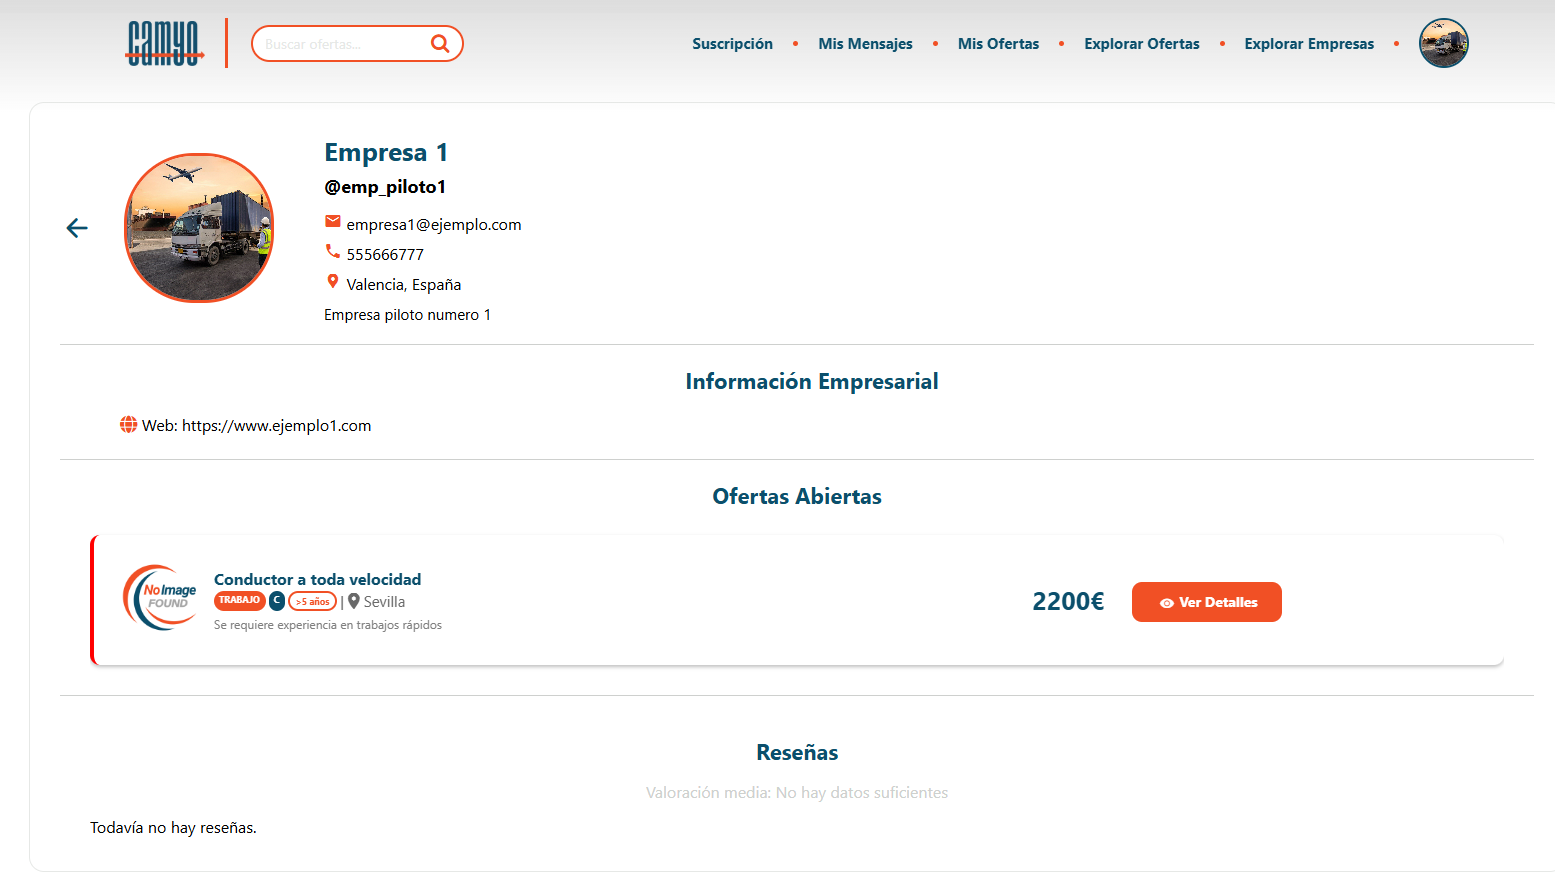 CAMYO
Buscar ofertas...
Suscripción • Mis Mensajes • Mis Ofertas • Explorar Ofertas • Explorar Empresas •
Empresa 1
@emp_piloto1
empresa1@ejemplo.com
555666777
Valencia, España
Empresa piloto numero 1
Información Empresarial
Web: https://www.ejemplo1.com
Ofertas Abiertas
No Image
FOUND
Conductor a toda velocidad
TRABAJO C >5 años | Sevilla
Se requiere experiencia en trabajos rápidos
2200€
Ver Detalles
Reseñas
Valoración media: No hay datos suficientes
Todavía no hay reseñas.